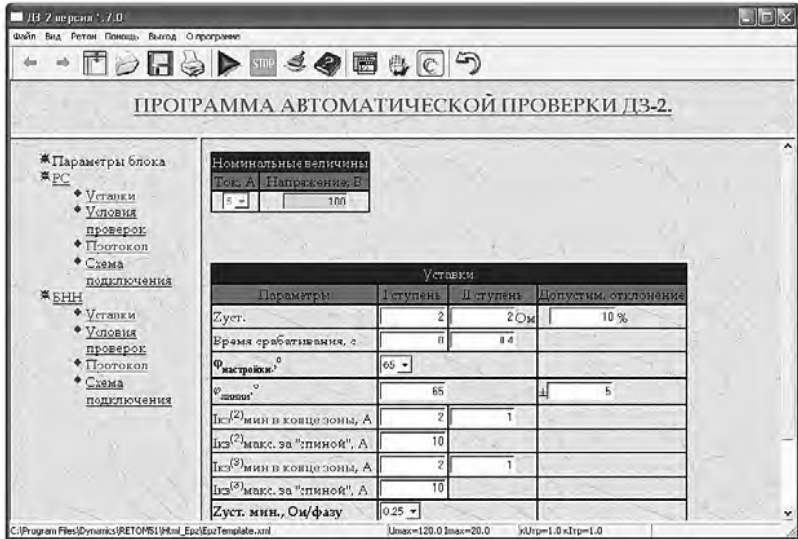 ДЗ-2 версия 1.7.0
Файл Вид Ретом Помощь Выход О программе
STOP
ПРОГРАММА АВТОМАТИЧЕСКОЙ ПРОВЕРКИ ДЗ-2.
Параметры блока
РС
Уставки
Условия
проверок
Протокол
Схема
подключения
БНН
Уставки
Условия
проверок
Протокол
Схема
подключения
Номинальные величины
Ток, А Напряжение, В
5 100
Уставки
Параметры I ступень II ступень Допустим. отклонение
Zуст. 2 2 Ом 10 %
Время срабатывания, с 0 0.4
φнастройки,° 65
φлинии,° 65 ± 5
Iкз(2)мин в конце зоны, А 2 1
Iкз(2)макс. за "спиной", А 10
Iкз(3)мин в конце зоны, А 2 1
Iкз(3)макс. за "спиной", А 10
Zуст. мин., Ом/фазу 0.25
C:\Program Files\Dynamics\RETOM51\Html_Epz\EpzTemplate.xml Umax=120.0 Imax=20.0 kUтр=1.0 кIтр=1.0